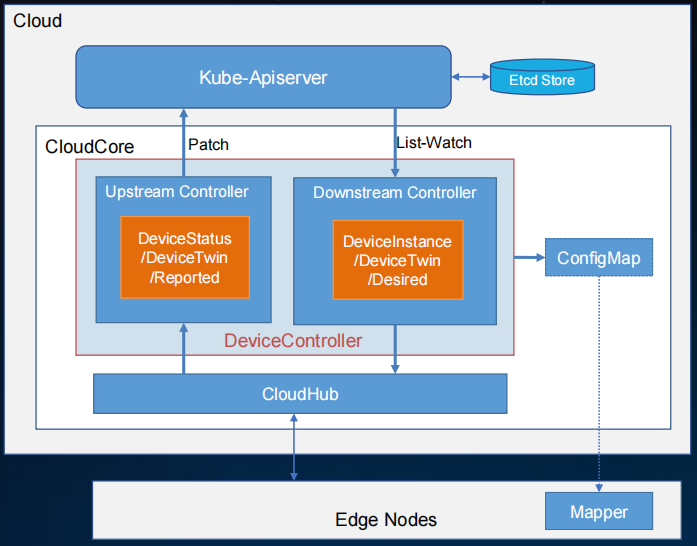 Cloud
Kube-Apiserver
Etcd Store
CloudCore
Patch
List-Watch
Upstream Controller
Downstream Controller
DeviceStatus
/DeviceTwin
/Reported
DeviceInstance
/DeviceTwin
/Desired
ConfigMap
DeviceController
CloudHub
Edge Nodes
Mapper